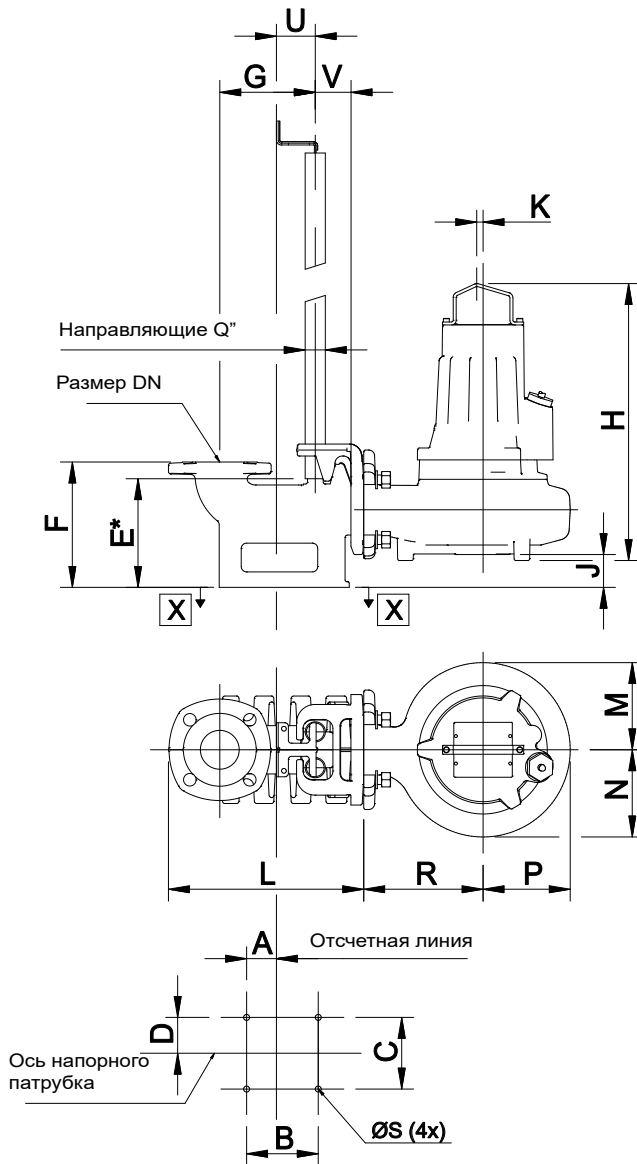 U
G
V
K
Направляющие Q”
Размер DN
H
F
E*
J
X
X
M
N
L
R
P
A
Отсчетная линия
D
C
Ось напорного
патрубка
B
ØS (4x)